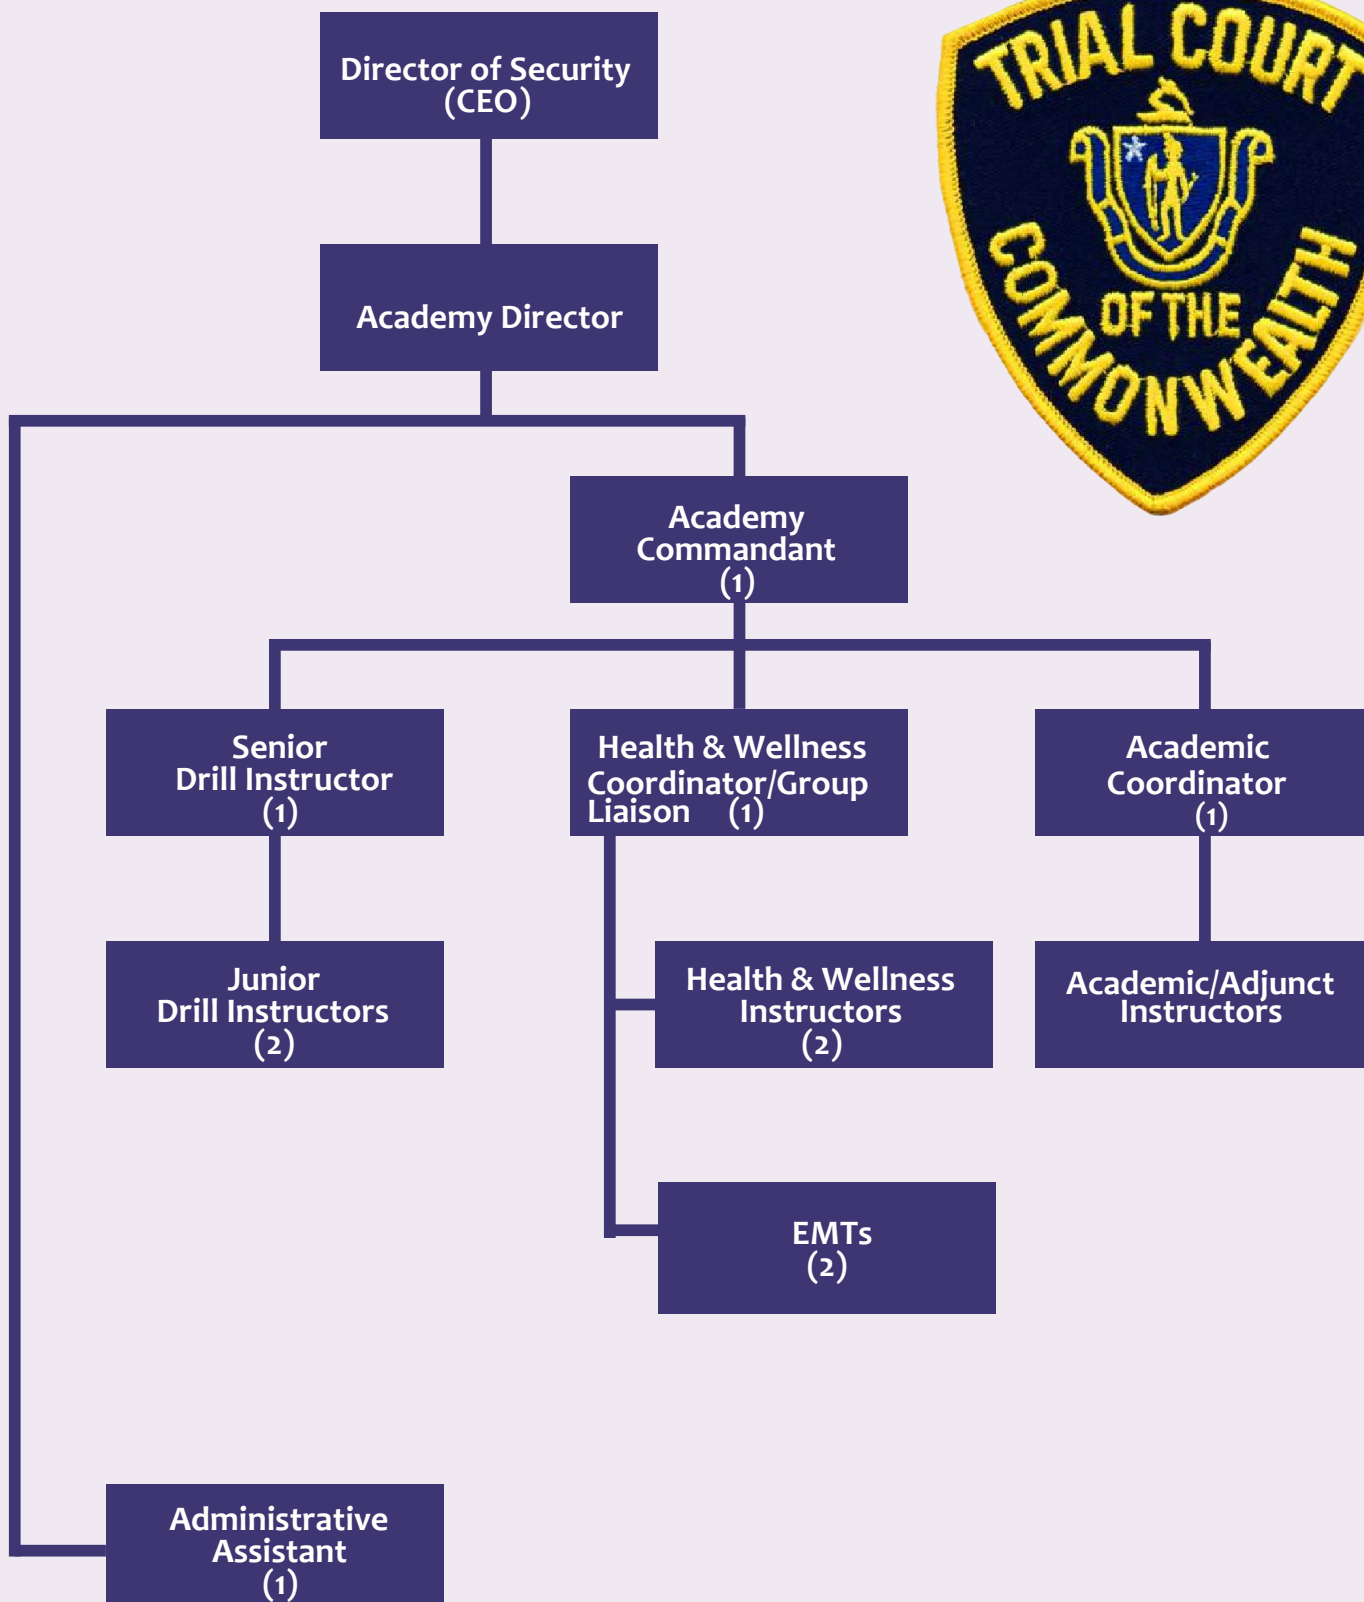 Director of Security
(CEO)
TRIAL COURT
OF THE
COMMONWEALTH
Academy Director
Academy
Commandant
(1)
Senior
Drill Instructor
(1)
Health & Wellness
Coordinator/Group
Liaison (1)
Academic
Coordinator
(1)
Junior
Drill Instructors
(2)
Health & Wellness
Instructors
(2)
Academic/Adjunct
Instructors
EMTs
(2)
Administrative
Assistant
(1)